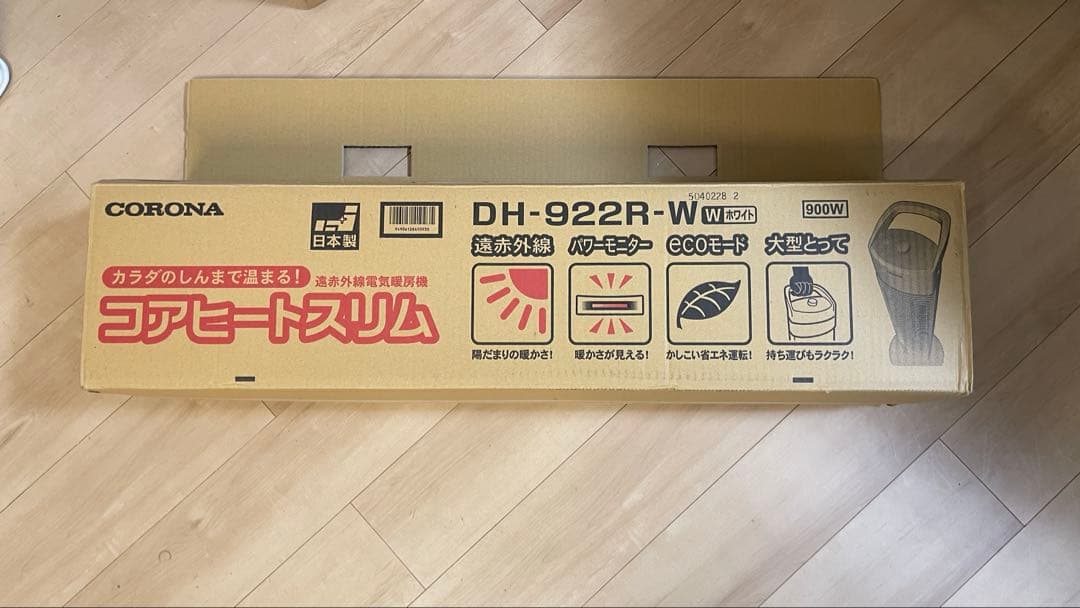 CORONA
日本製
5040228 2
DH-922R-W W ホワイト
900W
カラダのしんまで温まる!
遠赤外線電気暖房機
コアヒートスリム
遠赤外線
パワーモニター
ecoモード
大型とって
陽だまりの暖かさ!
暖かさが見える!
かしこい省エネ運転!
持ち運びもラクラク!